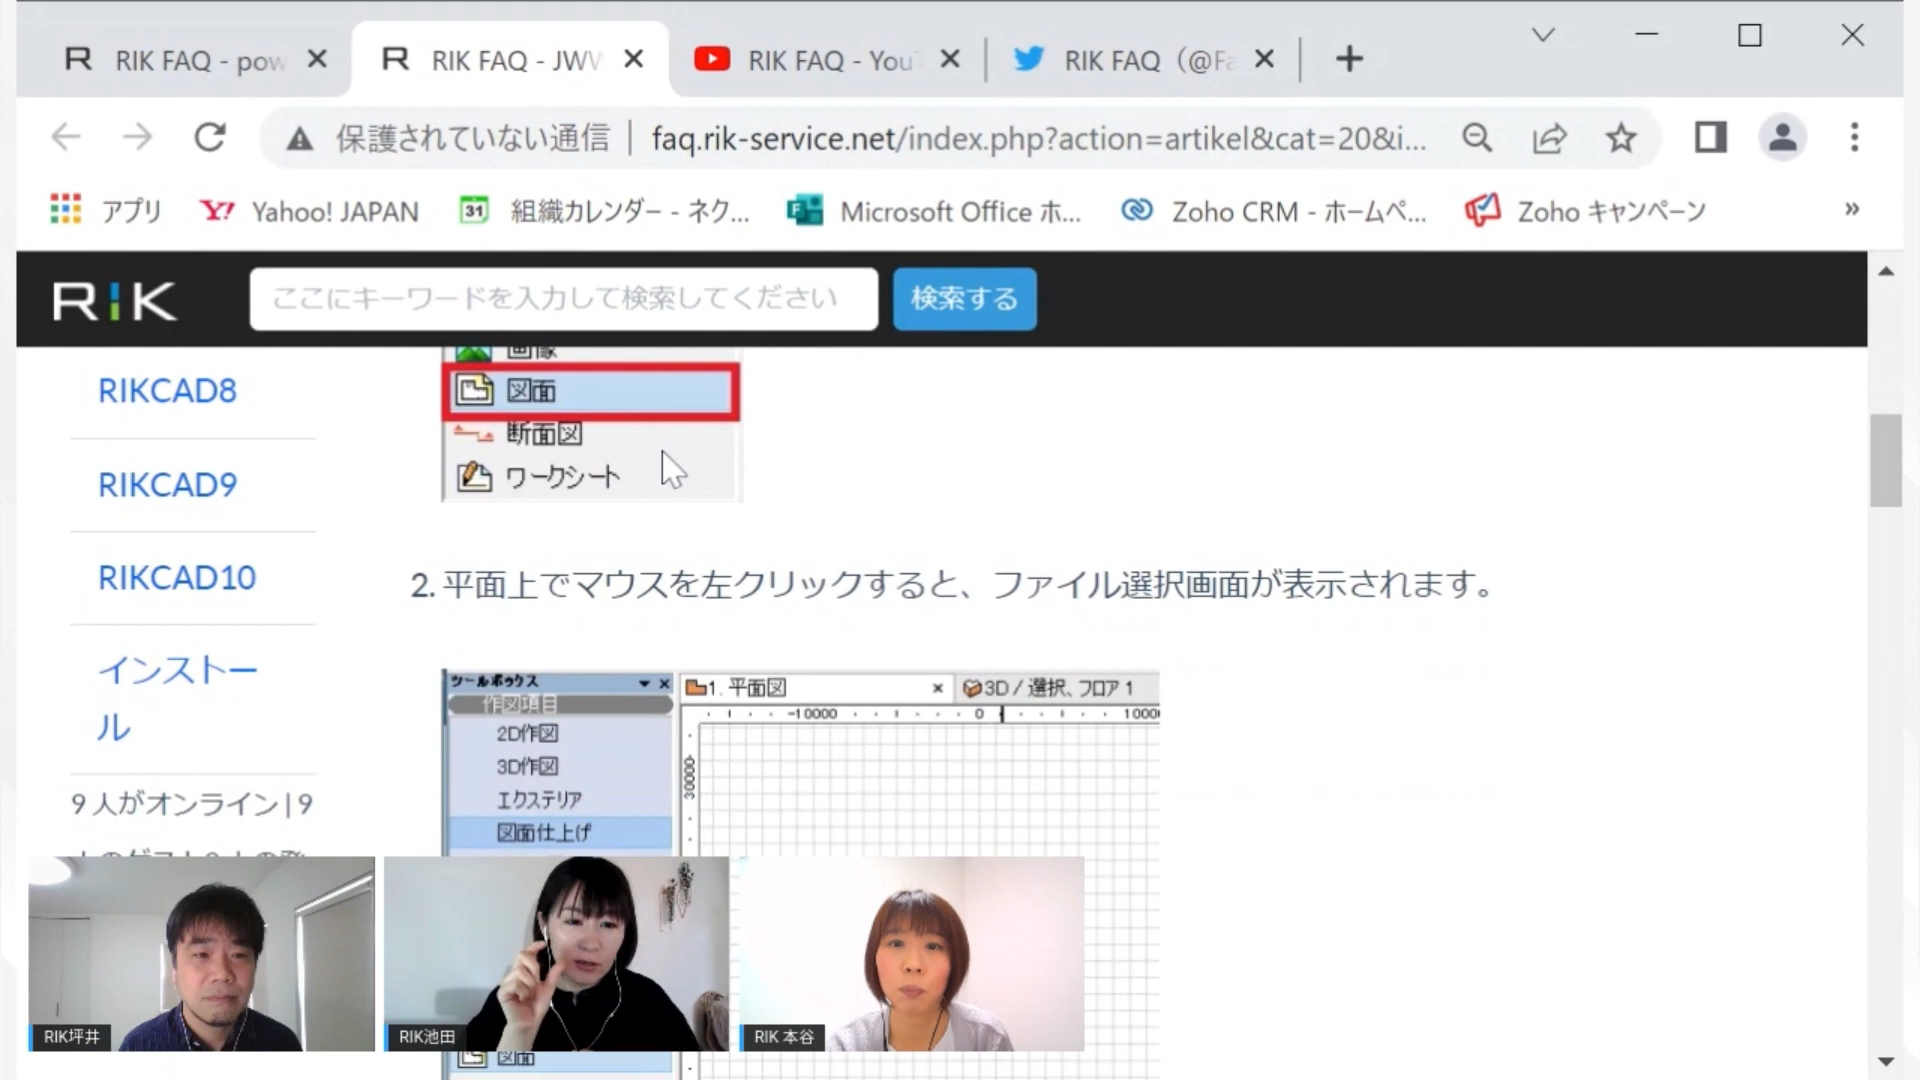 RIK FAQ - pow
RIK FAQ - JWW
RIK FAQ - YouT
RIK FAQ（@Fa
保護されていない通信
faq.rik-service.net/index.php?action=artikel&cat=20&i...
アプリ
Yahoo! JAPAN
31
組織カレンダー - ネク...
Microsoft Office ホ...
Zoho CRM - ホームペ...
Zoho キャンペーン
»
RIK
ここにキーワードを入力して検索してください
検索する
RIKCAD8
RIKCAD9
RIKCAD10
インストー
ル
9 人がオンライン | 9
画像
図面
断面図
ワークシート
2. 平面上でマウスを左クリックすると、ファイル選択画面が表示されます。
ツールボックス
作図項目
2D作図
3D作図
エクステリア
図面仕上げ
図面
1. 平面図
3D / 選択、フロア 1
-10000
0
1000
30000
RIK坪井
RIK池田
RIK 本谷